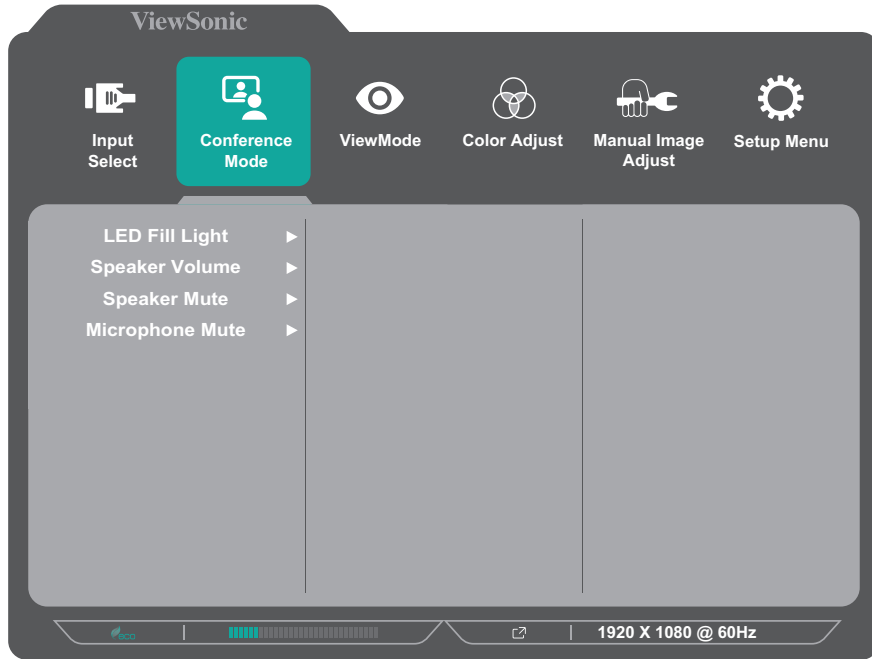 ViewSonic
Input
Select
Conference
Mode
ViewMode
Color Adjust
Manual Image
Adjust
Setup Menu
LED Fill Light
Speaker Volume
Speaker Mute
Microphone Mute
eco
1920 X 1080 @ 60Hz